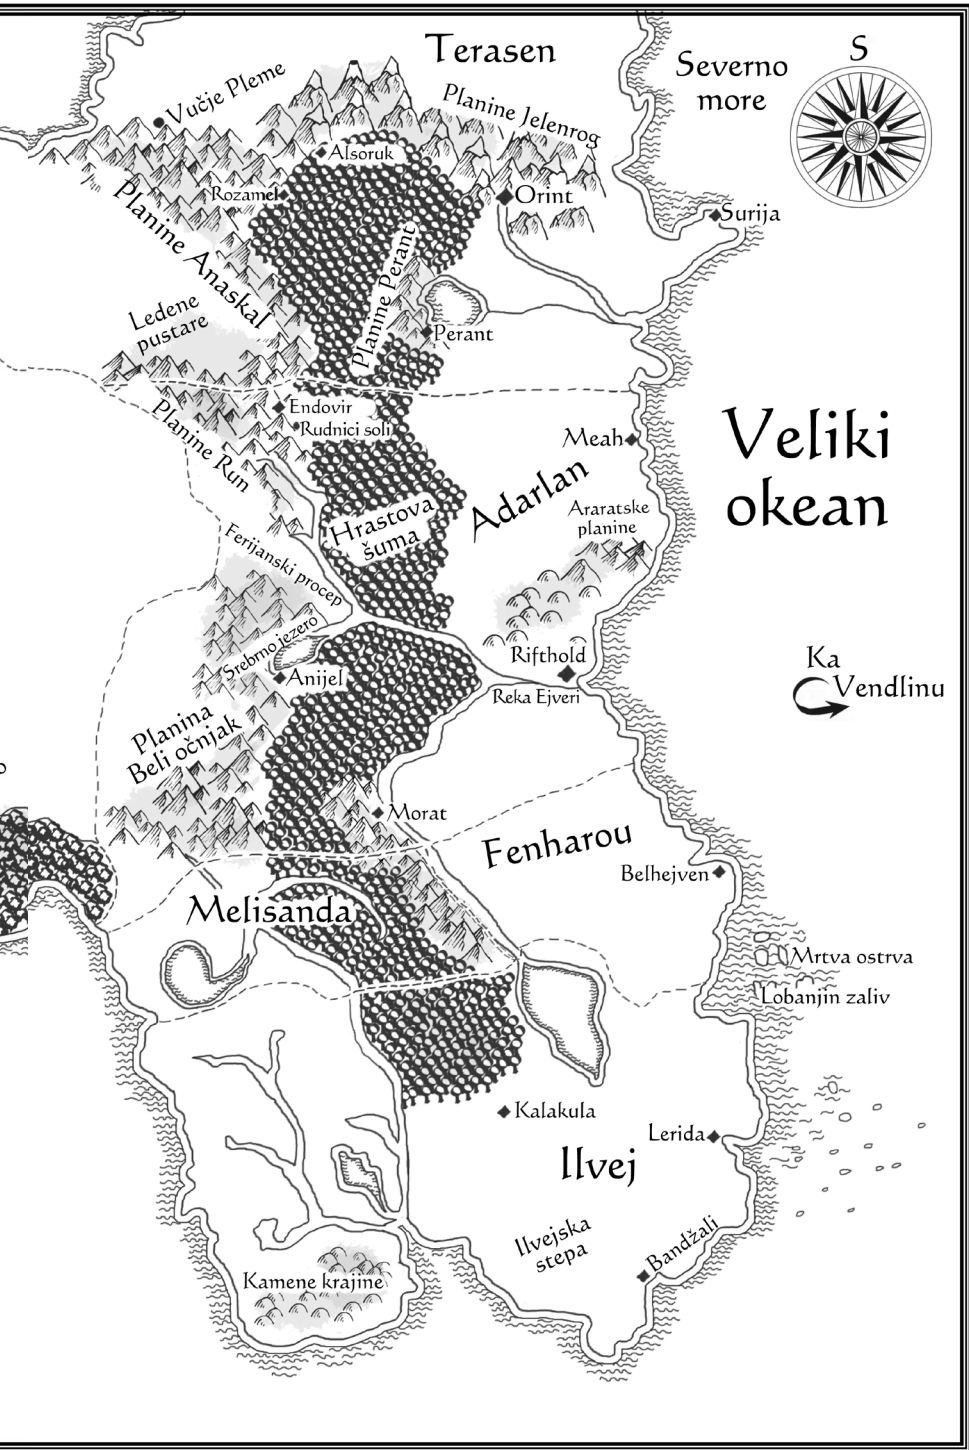 Terasen
Severno
more
S
Vučje Pleme
Planine Jelenrog
Alsoruk
Rozamel
Orint
Surija
Planine Anaskal
Planine Perant
Ledene
pustare
Perant
Endovir
Rudnici soli
Planine Run
Meah
Veliki
okean
Adarlan
Hrastova
šuma
Araratske
planine
Ferijanski procep
Srebrno jezero
Rifthold
Anijel
Reka Ejveri
Ka
Vendlinu
Planina
Beli očnjak
Morat
Fenharou
Belhejven
Melisanda
Mrtva ostrva
Lobanjin zaliv
Kalakula
Lerida
Ilvej
Ilvejska
stepa
Bandžali
Kamene krajine